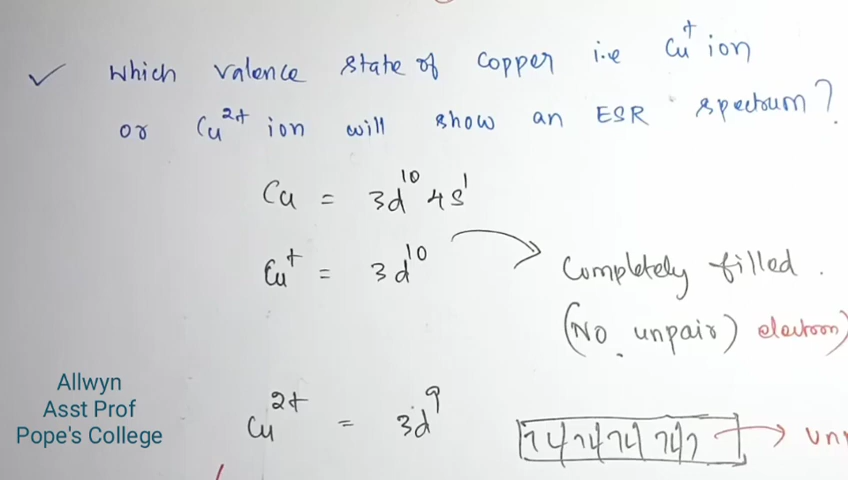 ✓ Which valence state of copper i.e Cu⁺ ion
or Cu²⁺ ion will show an ESR spectrum?
Cu = 3d¹⁰ 4s¹
Cu⁺ = 3d¹⁰ → Completely filled.
(No unpair) electron)
Cu²⁺ = 3d⁹ →
Allwyn
Asst Prof
Pope's College